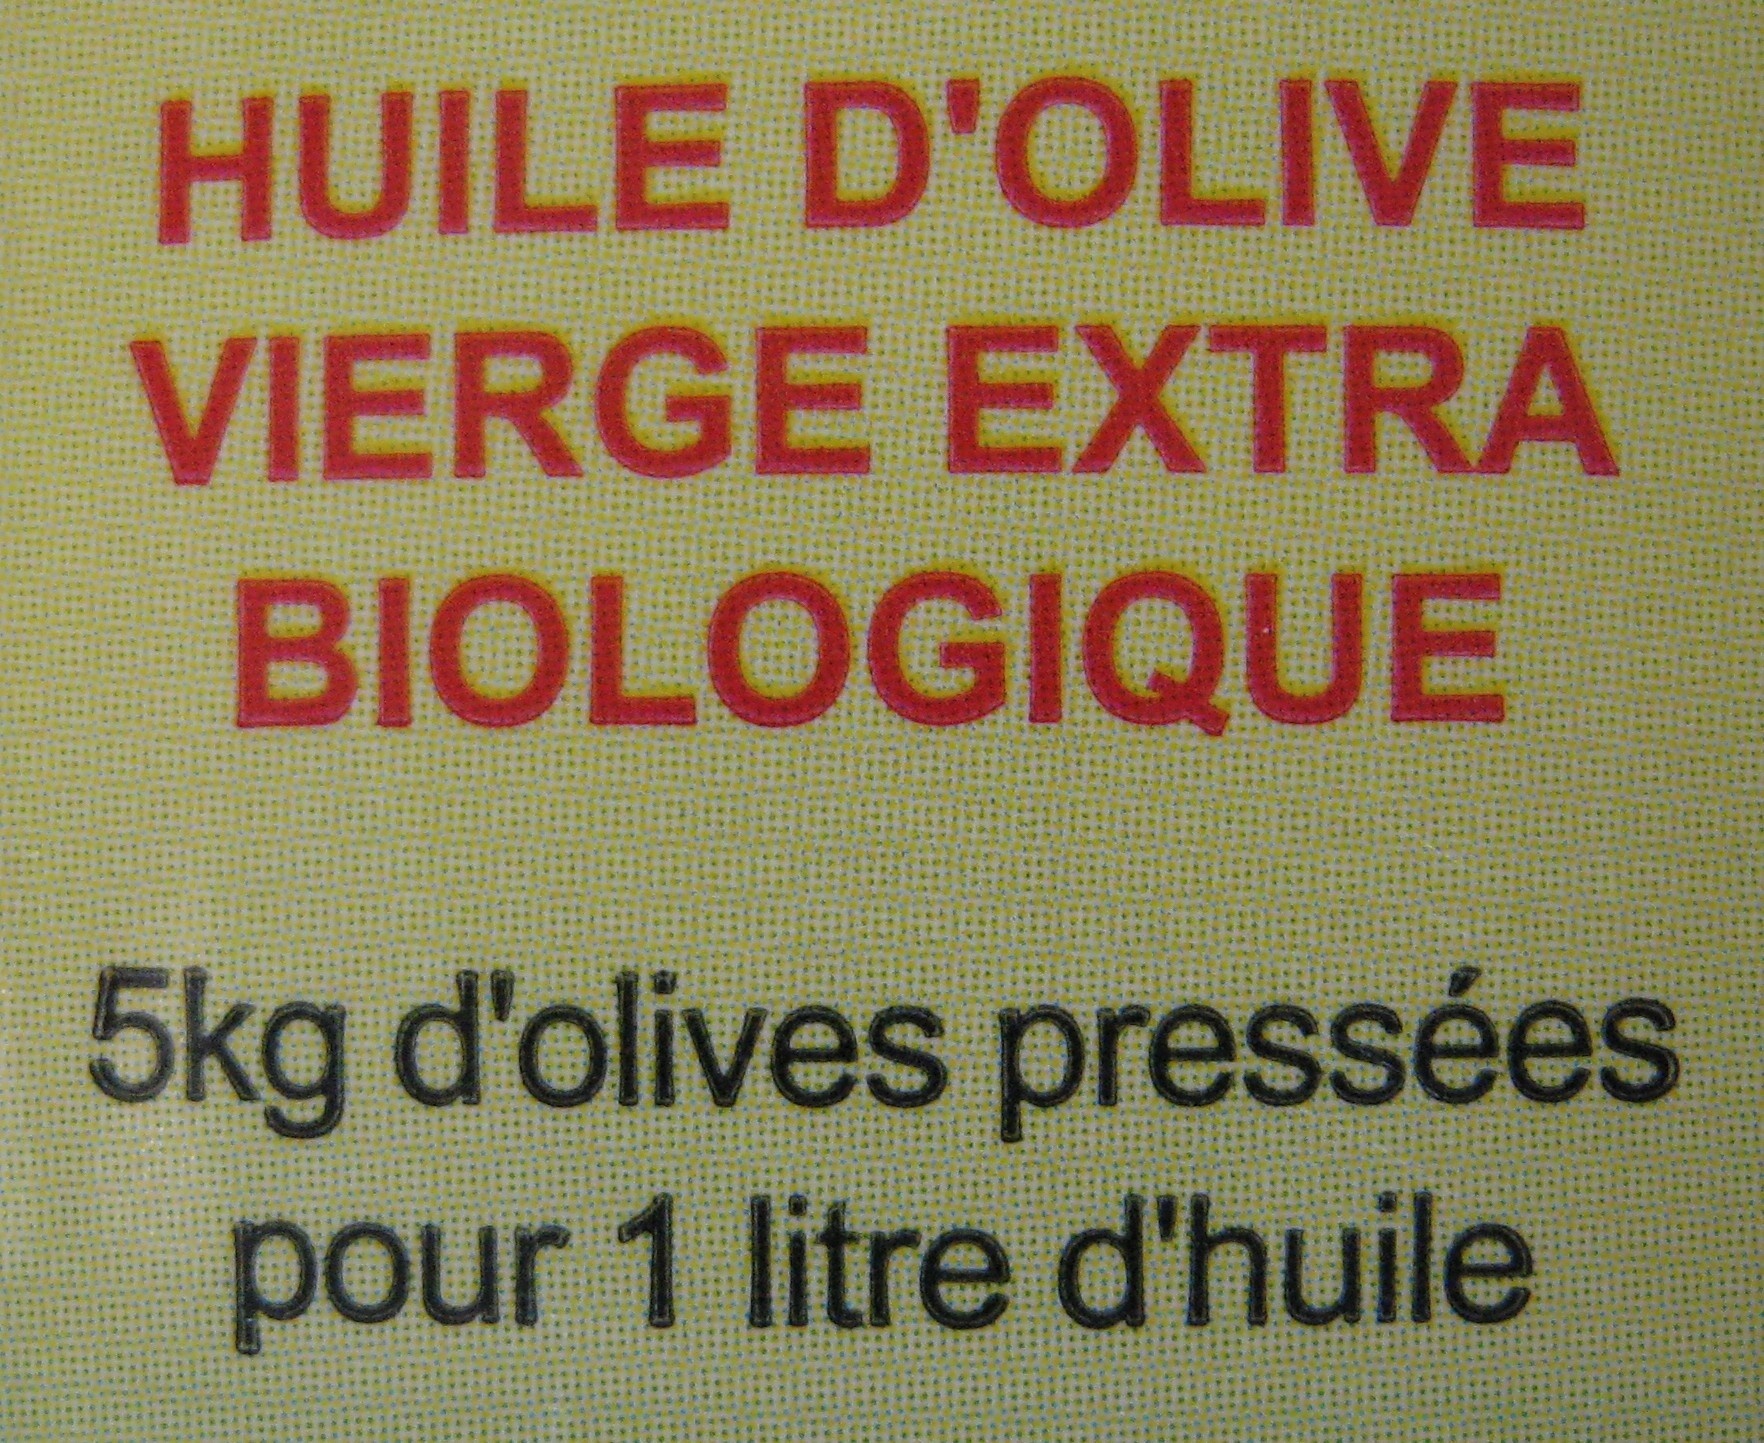 HUILE D'OLIVE
VIERGE EXTRA
BIOLOGIQUE
5kg d'olives pressées
pour 1 litre d'huile